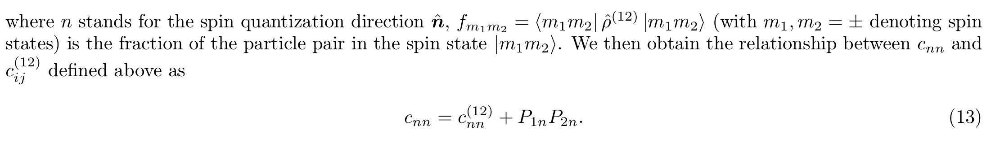 where $n$ stands for the spin quantization direction $\hat{\boldsymbol{n}}$, $f_{m_1 m_2} = \langle m_1 m_2 | \hat{\rho}^{(12)} | m_1 m_2 \rangle$ (with $m_1, m_2 = \pm$ denoting spin
states) is the fraction of the particle pair in the spin state $|m_1 m_2\rangle$. We then obtain the relationship between $c_{nn}$ and
$c_{ij}^{(12)}$ defined above as
$c_{nn} = c_{nn}^{(12)} + P_{1n} P_{2n}.$ (13)